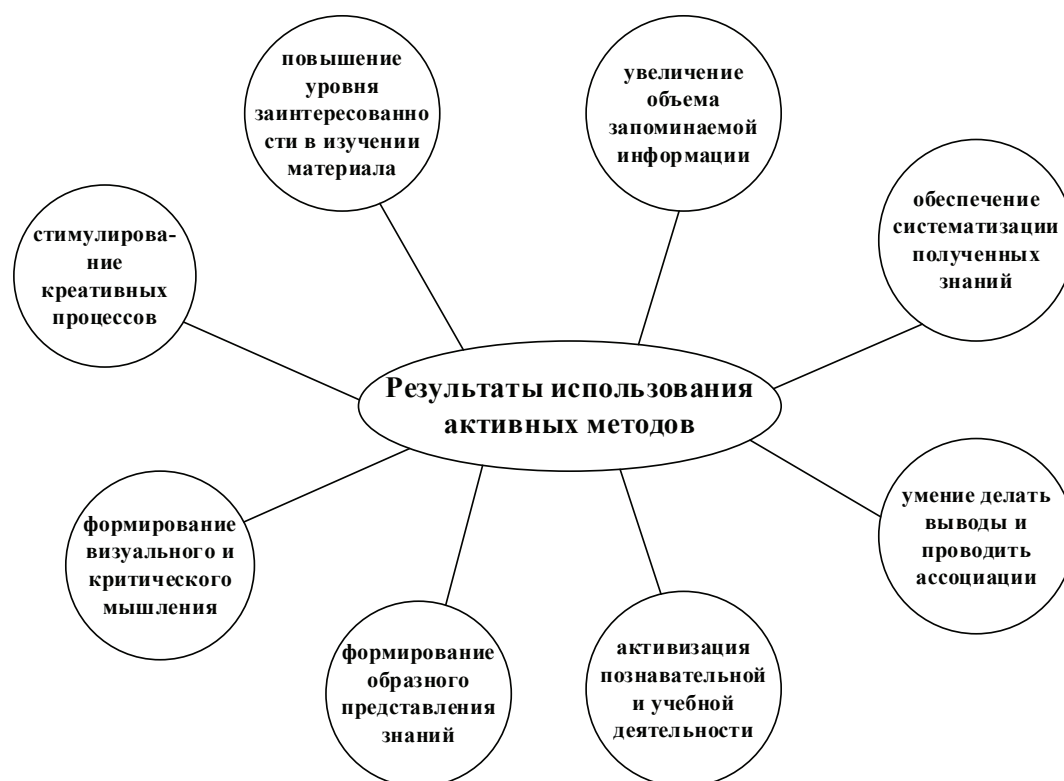 повышение
уровня
заинтересованно
сти в изучении
материала
увеличение
объема
запоминаемой
информации
обеспечение
систематизации
полученных
знаний
стимулирова-
ние
креативных
процессов
Результаты использования
активных методов
умение делать
выводы и
проводить
ассоциации
формирование
визуального и
критического
мышления
формирование
образного
представления
знаний
активизация
познавательной
и учебной
деятельности